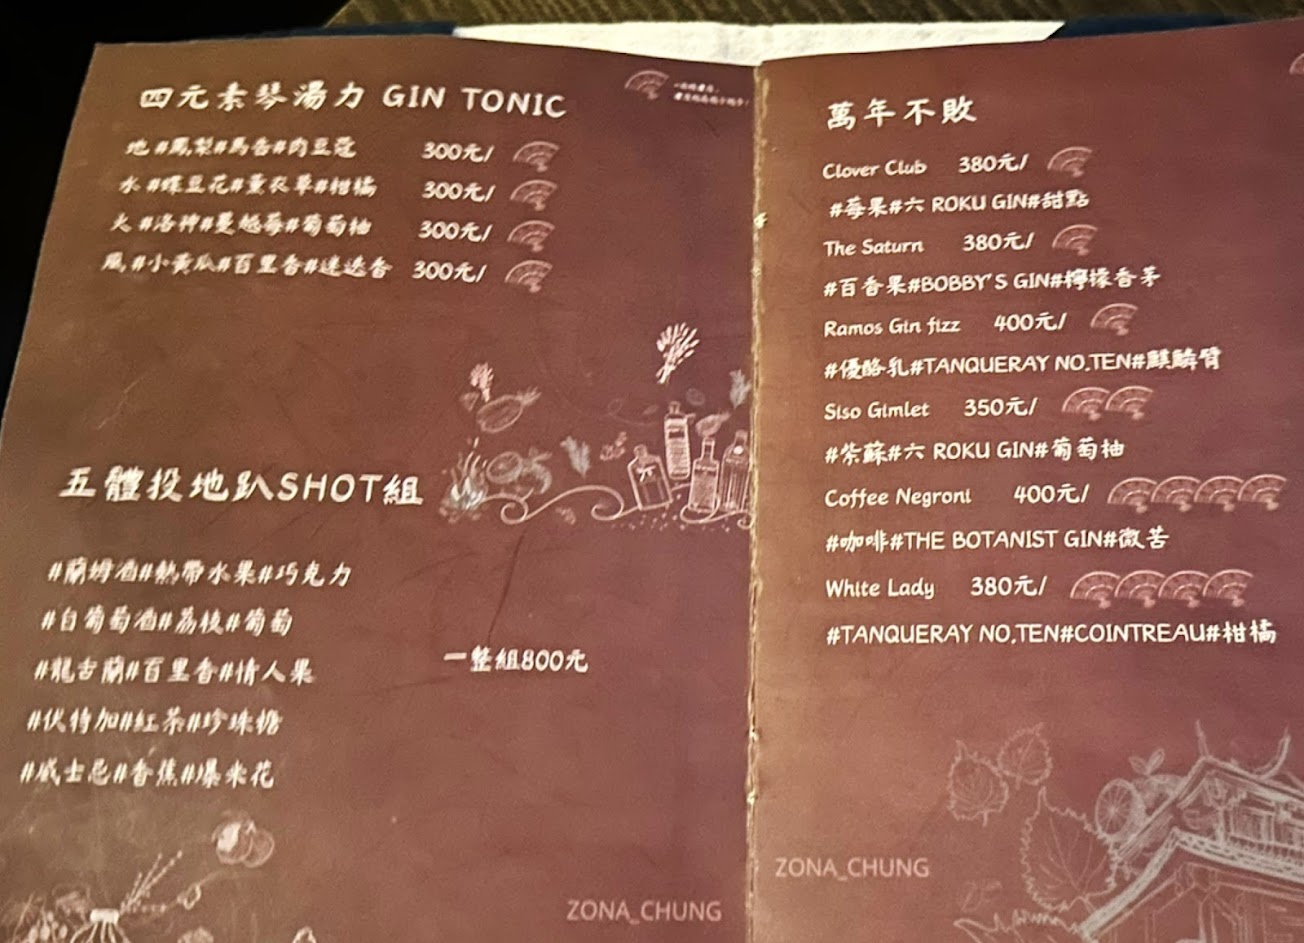 四元素琴湯力 GIN TONIC
地 #鳳梨#馬告#肉豆蔻 300元/
水 #蝶豆花#薰衣草#柑橘 300元/
火 #洛神#蔓越莓#葡萄柚 300元/
風 #小黃瓜#百里香#迷迭香 300元/
五體投地趴SHOT組
#蘭姆酒#熱帶水果#巧克力
#白葡萄酒#荔枝#葡萄
#龍舌蘭#百里香#情人果
#伏特加#紅茶#珍珠糖
#威士忌#香蕉#爆米花
一整組800元
ZONA_CHUNG
萬年不敗
Clover Club 380元/
#莓果#六 ROKU GIN#甜點
The Saturn 380元/
#百香果#BOBBY'S GIN#檸檬香茅
Ramos Gin fizz 400元/
#優酪乳#TANQUERAY NO.TEN#麒麟臂
Siso Gimlet 350元/
#紫蘇#六 ROKU GIN#葡萄柚
Coffee Negroni 400元/
#咖啡#THE BOTANIST GIN#微苦
White Lady 380元/
#TANQUERAY NO.TEN#COINTREAU#柑橘
ZONA_CHUNG